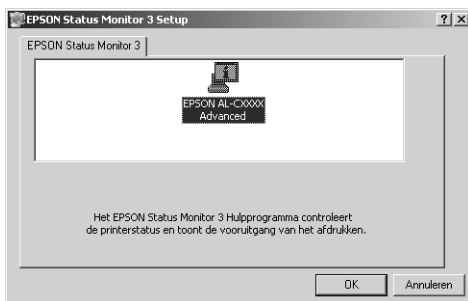 EPSON Status Monitor 3 Setup
EPSON Status Monitor 3
EPSON AL-CXXXX
Advanced
Het EPSON Status Monitor 3 Hulpprogramma controleert
de printerstatus en toont de vooruitgang van het afdrukken.
OK Annuleren